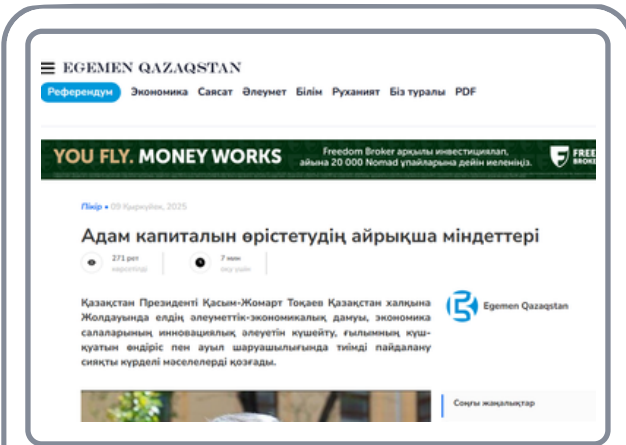 EGEMEN QAZAQSTAN
Референдум Экономика Саясат Әлеумет Білім Руханият Біз туралы PDF
YOU FLY. MONEY WORKS
Freedom Broker арқылы инвестициялап,
айына 20 000 Nomad ұпайларына дейін иеленіңіз.
FREE
BROKE
Пікір • 09 Қыркүйек, 2025
Адам капиталын өрістетудің айрықша міндеттері
271 рет
көрсетілді
7 мин
оқу үшін
Қазақстан Президенті Қасым-Жомарт Тоқаев Қазақстан халқына
Жолдауында елдің әлеуметтік-экономикалық дамуы, экономика
салаларының инновациялық әлеуетін күшейту, ғылымның күш-
қуатын өндіріс пен ауыл шаруашылығында тиімді пайдалану
сияқты күрделі мәселелерді қозғады.
Egemen Qazaqstan
Соңғы жаңалықтар